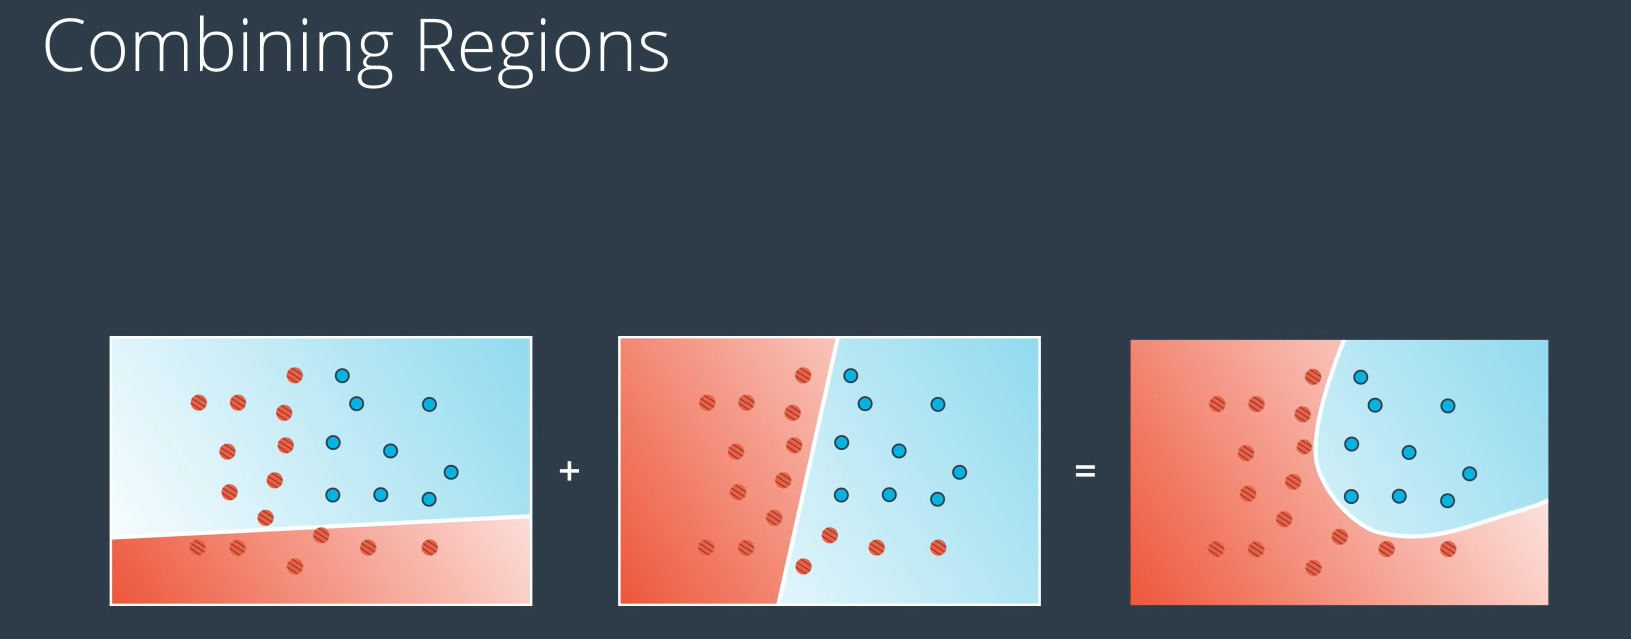 Combining Regions
+ =